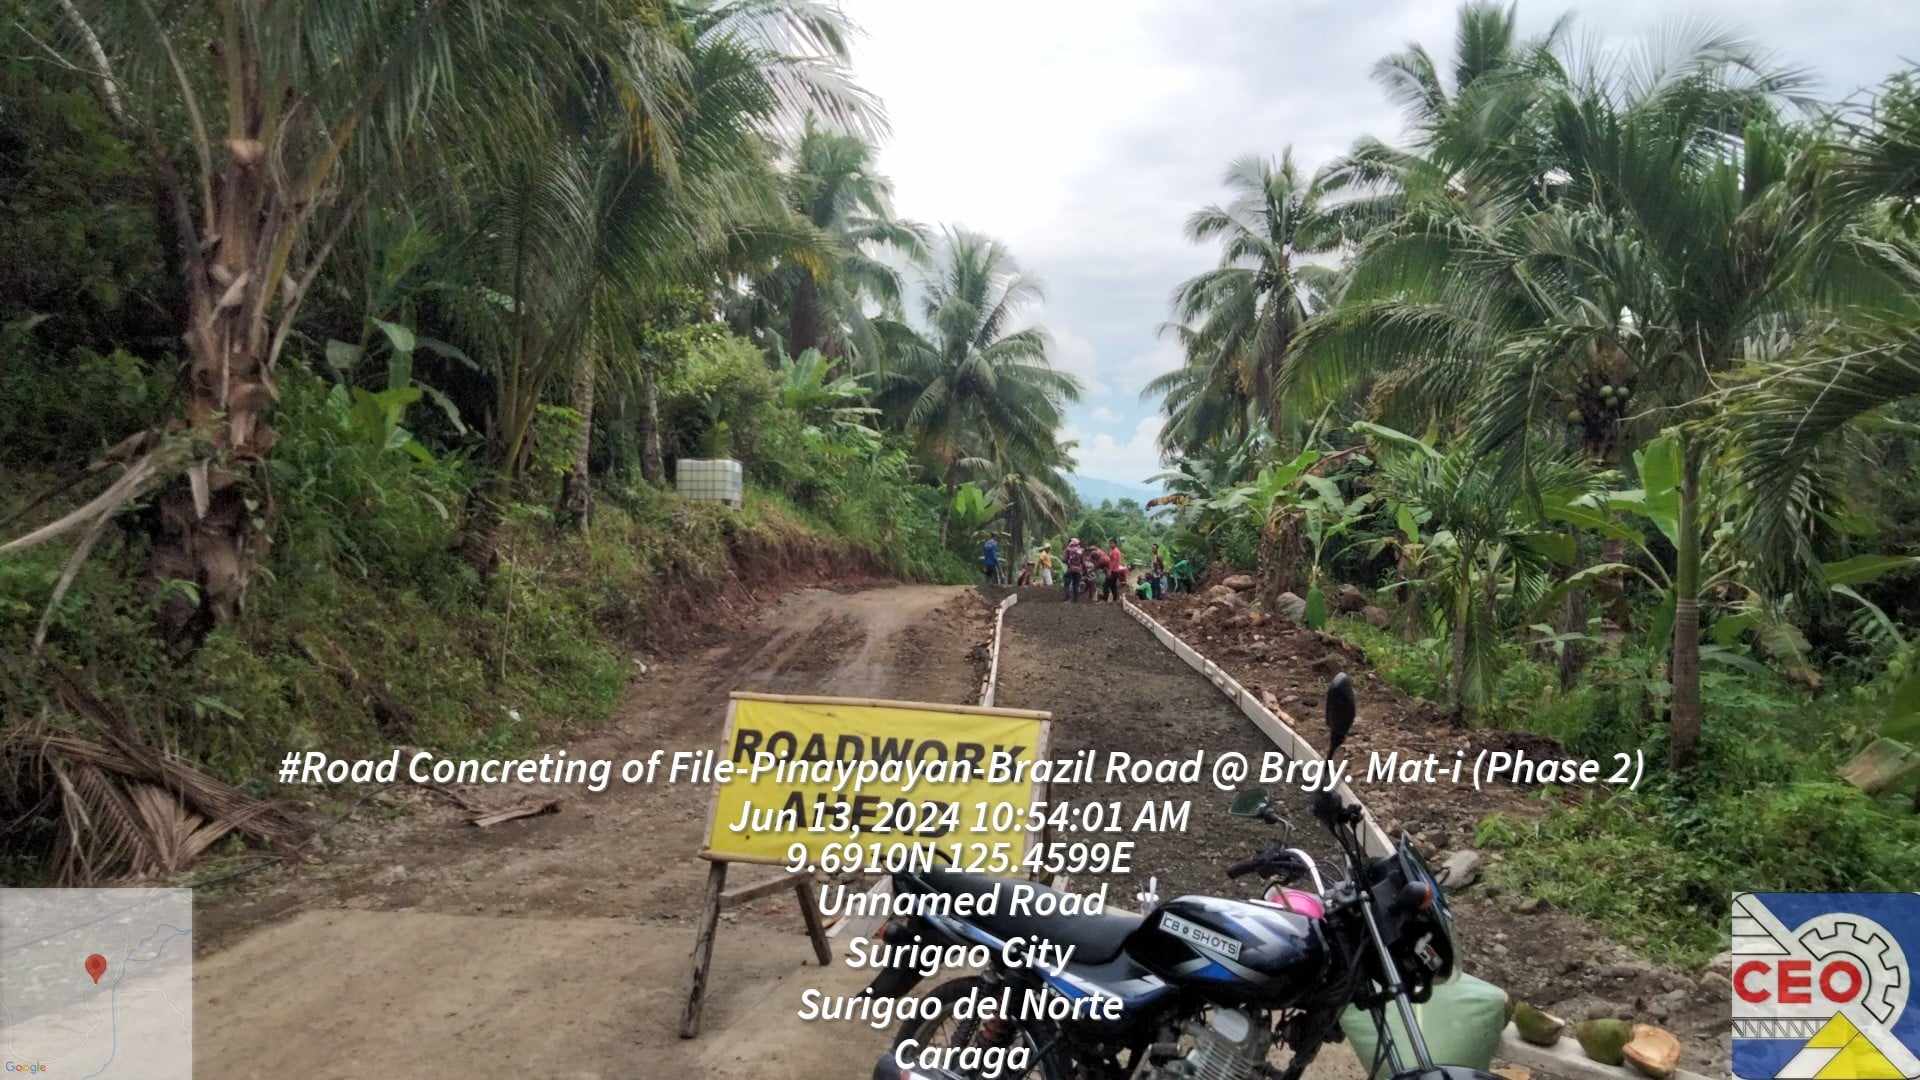 ROADWORK
AHEAD
#Road Concreting of File-Pinaypayan-Brazil Road @ Brgy. Mat-i (Phase 2)
Jun 13, 2024 10:54:01 AM
9.6910N 125.4599E
Unnamed Road
Surigao City
Surigao del Norte
Caraga
CB SHOTS
CEO
Google